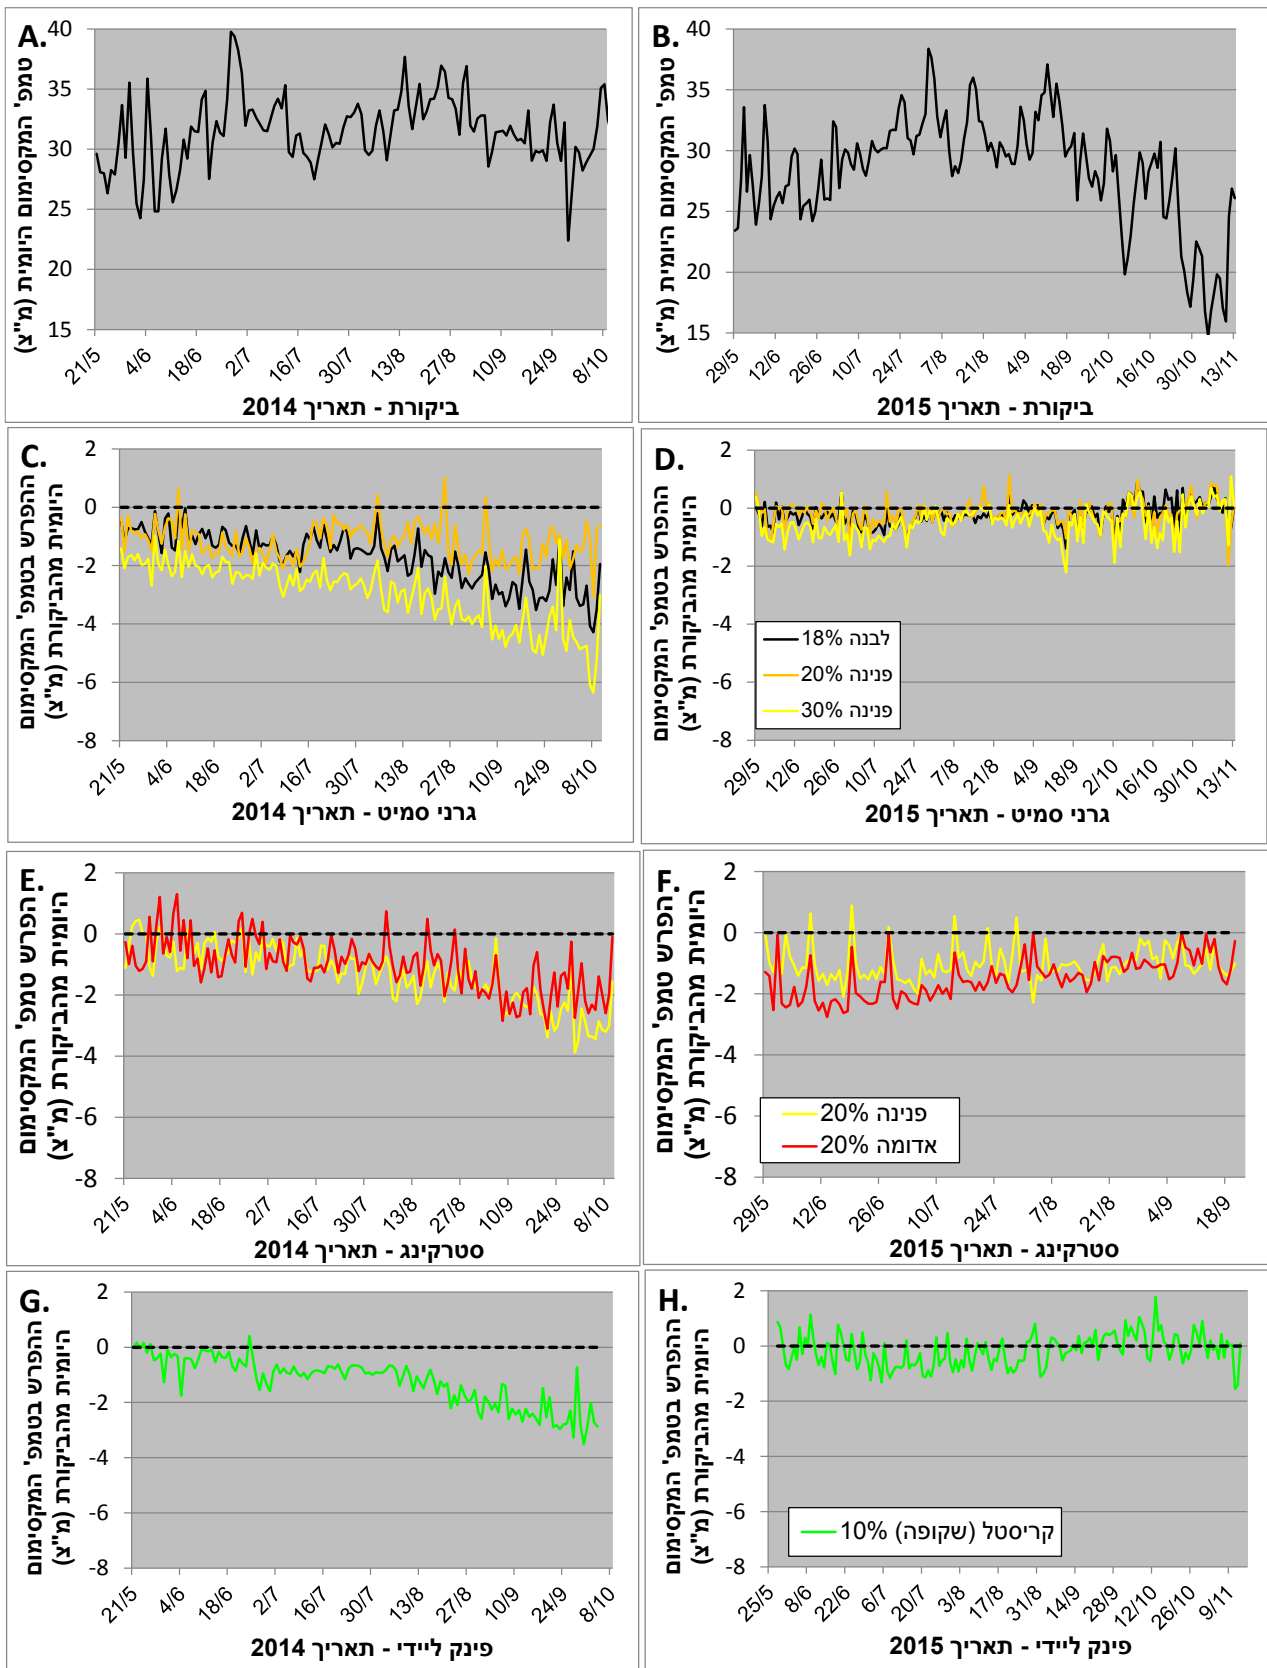 A.
טמפ' המקסימום היומית (מ"צ)
40
35
30
25
20
15
21/5 4/6 18/6 2/7 16/7 30/7 13/8 27/8 10/9 24/9 8/10
ביקורת - תאריך 2014
B.
טמפ' המקסימום היומית (מ"צ)
40
35
30
25
20
15
29/5 12/6 26/6 10/7 24/7 7/8 21/8 4/9 18/9 2/10 16/10 30/10 13/11
ביקורת - תאריך 2015
C.
ההפרש בטמפ' המקסימום
היומית מהביקורת (מ"צ)
2
0
-2
-4
-6
-8
21/5 4/6 18/6 2/7 16/7 30/7 13/8 27/8 10/9 24/9 8/10
גרני סמיט - תאריך 2014
D.
ההפרש בטמפ' המקסימום
היומית מהביקורת (מ"צ)
2
0
-2
-4
-6
-8
לבנה 18%
פנינה 20%
פנינה 30%
29/5 12/6 26/6 10/7 24/7 7/8 21/8 4/9 18/9 2/10 16/10 30/10 13/11
גרני סמיט - תאריך 2015
E.
הפרש טמפ' המקסימום
היומית מהביקורת (מ"צ)
2
0
-2
-4
-6
-8
21/5 4/6 18/6 2/7 16/7 30/7 13/8 27/8 10/9 24/9 8/10
סטרקינג - תאריך 2014
F.
הפרש טמפ' המקסימום
היומית מהביקורת (מ"צ)
2
0
-2
-4
-6
-8
פנינה 20%
אדומה 20%
29/5 12/6 26/6 10/7 24/7 7/8 21/8 4/9 18/9
סטרקינג - תאריך 2015
G.
ההפרש בטמפ' המקסימום
היומית מהביקורת (מ"צ)
2
0
-2
-4
-6
-8
21/5 4/6 18/6 2/7 16/7 30/7 13/8 27/8 10/9 24/9 8/10
פינק ליידי - תאריך 2014
H.
ההפרש בטמפ' המקסימום
היומית מהביקורת (מ"צ)
2
0
-2
-4
-6
-8
קריסטל (שקופה) 10%
25/5 8/6 22/6 6/7 20/7 3/8 17/8 31/8 14/9 28/9 12/10 26/10 9/11
פינק ליידי - תאריך 2015